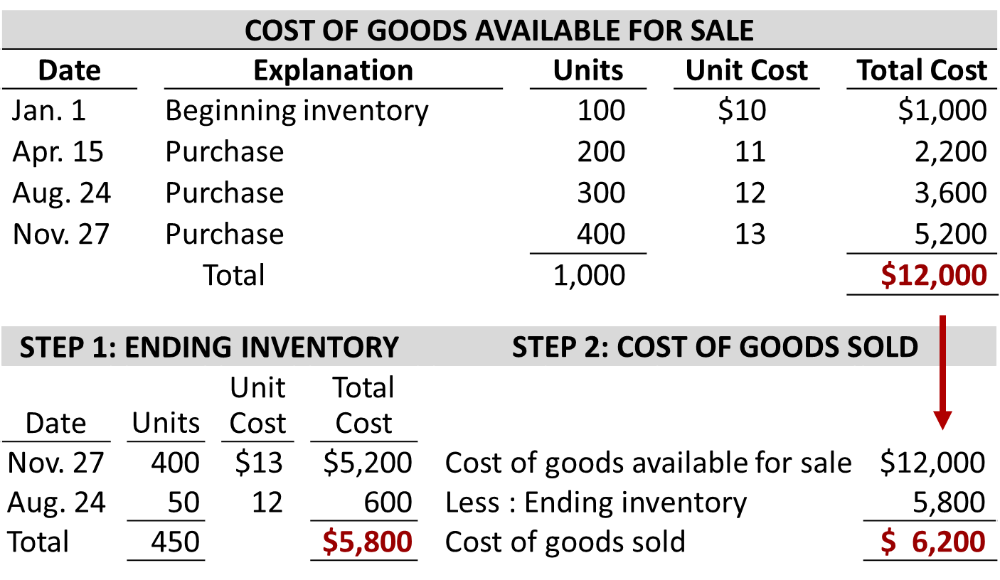 COST OF GOODS AVAILABLE FOR SALE
Date Explanation Units Unit Cost Total Cost
Jan. 1 Beginning inventory 100 $10 $1,000
Apr. 15 Purchase 200 11 2,200
Aug. 24 Purchase 300 12 3,600
Nov. 27 Purchase 400 13 5,200
Total 1,000 $12,000
STEP 1: ENDING INVENTORY
Unit Total
Date Units Cost Cost
Nov. 27 400 $13 $5,200
Aug. 24 50 12 600
Total 450 $5,800
STEP 2: COST OF GOODS SOLD
Cost of goods available for sale $12,000
Less : Ending inventory 5,800
Cost of goods sold $ 6,200